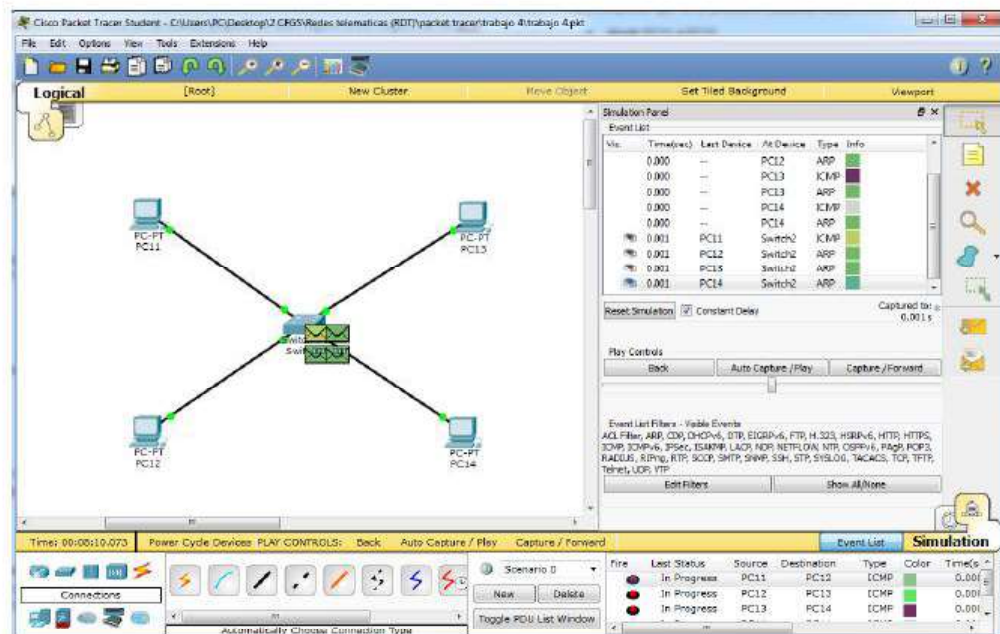 Cisco Packet Tracer Student - C:\Users\PC\Desktop\2 CFGS\Redes telematicas (RDT)\packet tracer\trabajo 4\trabajo 4.pkt
File Edit Options View Tools Extensions Help
Logical [Root] New Cluster Move Object Set Tiled Background Viewport
Simulation Panel
Event List
Vis. Time(sec) Last Device At Device Type Info
0.000 -- PC12 ARP
0.000 -- PC13 ICMP
0.000 -- PC13 ARP
0.000 -- PC14 ICMP
0.000 -- PC14 ARP
0.001 PC11 Switch2 ICMP
0.001 PC12 Switch2 ARP
0.001 PC13 Switch2 ARP
0.001 PC14 Switch2 ARP
Reset Simulation Constant Delay Captured to:
0.001 s
Play Controls
Back Auto Capture / Play Capture / Forward
Event List Filters - Visible Events
ACL Filter, ARP, CDP, DHCPv6, DTP, EIGRPv6, FTP, H.323, HSRPv6, HTTP, HTTPS,
ICMP, ICMPv6, IPSec, ISAKMP, LACP, NDP, NETFLOW, NTP, OSPFv6, PAgP, POP3,
RADIUS, RIPng, RTP, SCCP, SMTP, SNMP, SSH, STP, SYSLOG, TACACS, TCP, TFTP,
Telnet, UDP, VTP
Edit Filters Show All/None
PC-PT
PC11
PC-PT
PC13
PC-PT
PC12
PC-PT
PC14
Time: 00:08:10.073 Power Cycle Devices PLAY CONTROLS: Back Auto Capture / Play Capture / Forward Event List Simulation
Connections
Automatically Choose Connection Type
Scenario 0
New Delete
Toggle PDU List Window
Fire Last Status Source Destination Type Color Time(s
In Progress PC11 PC12 ICMP 0.00
In Progress PC12 PC13 ICMP 0.00
In Progress PC13 PC14 ICMP 0.00